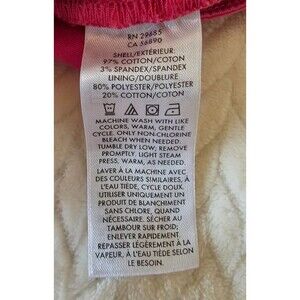 RN 29685
CA 56890
SHELL/EXTÉRIEUR:
97% COTTON/COTON
3% SPANDEX/SPANDEX
LINING/DOUBLURE
80% POLYESTER/POLYESTER
20% COTTON/COTON
MACHINE WASH WITH LIKE
COLORS, WARM, GENTLE
CYCLE. ONLY NON-CHLORINE
BLEACH WHEN NEEDED.
TUMBLE DRY LOW, REMOVE
PROMPTLY. LIGHT STEAM
PRESS, WARM, AS NEEDED.
LAVER À LA MACHINE AVEC
DES COULEURS SIMILAIRES, À
L'EAU TIÈDE, CYCLE DOUX.
UTILISER UNIQUEMENT UN
PRODUIT DE BLANCHIMENT
SANS CHLORE, QUAND
NÉCESSAIRE. SÉCHER AU
TAMBOUR SUR FROID;
ENLEVER RAPIDEMENT.
REPASSER LÉGÈREMENT À LA
VAPEUR, À L'EAU TIÈDE SELON
LE BESOIN.